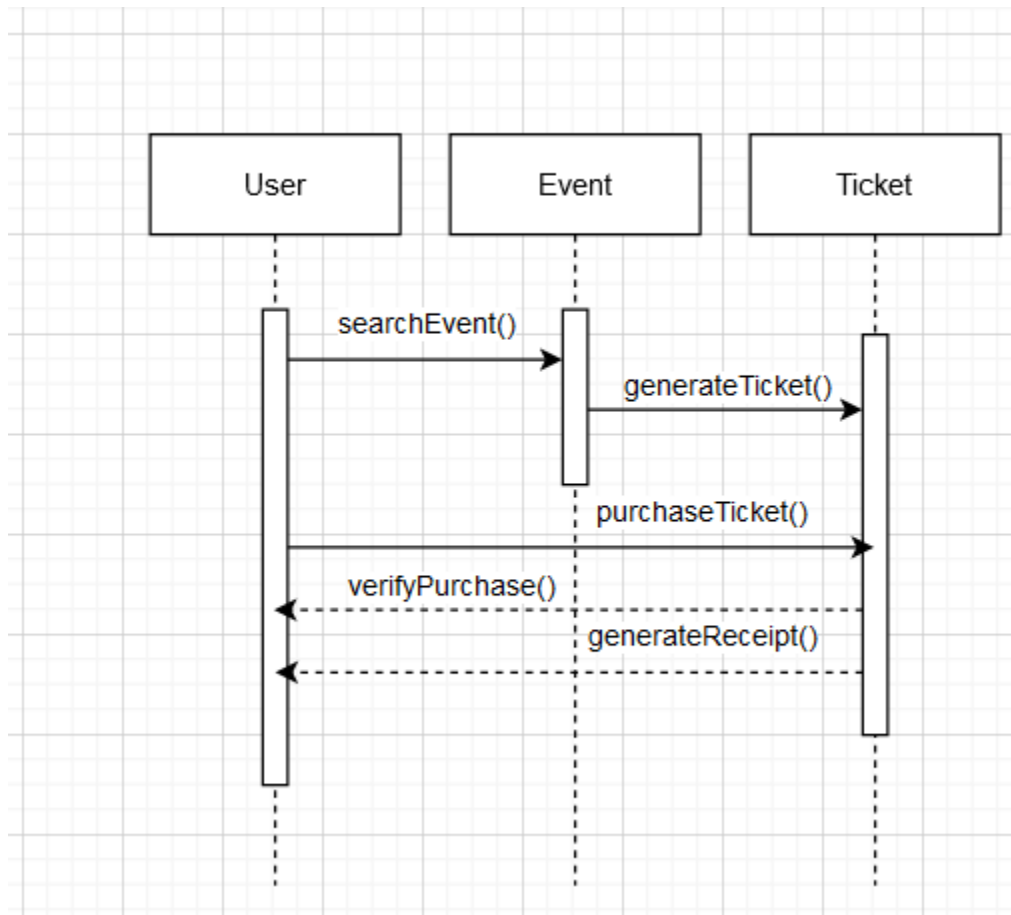 User
Event
Ticket
searchEvent()
generateTicket()
purchaseTicket()
verifyPurchase()
generateReceipt()